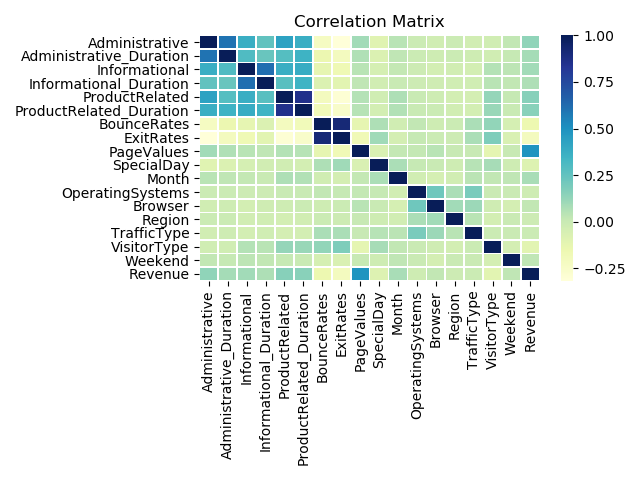 Correlation Matrix
Administrative
Administrative_Duration
Informational
Informational_Duration
ProductRelated
ProductRelated_Duration
BounceRates
ExitRates
PageValues
SpecialDay
Month
OperatingSystems
Browser
Region
TrafficType
VisitorType
Weekend
Revenue
1.00
0.75
0.50
0.25
0.00
−0.25
Administrative
Administrative_Duration
Informational
Informational_Duration
ProductRelated
ProductRelated_Duration
BounceRates
ExitRates
PageValues
SpecialDay
Month
OperatingSystems
Browser
Region
TrafficType
VisitorType
Weekend
Revenue